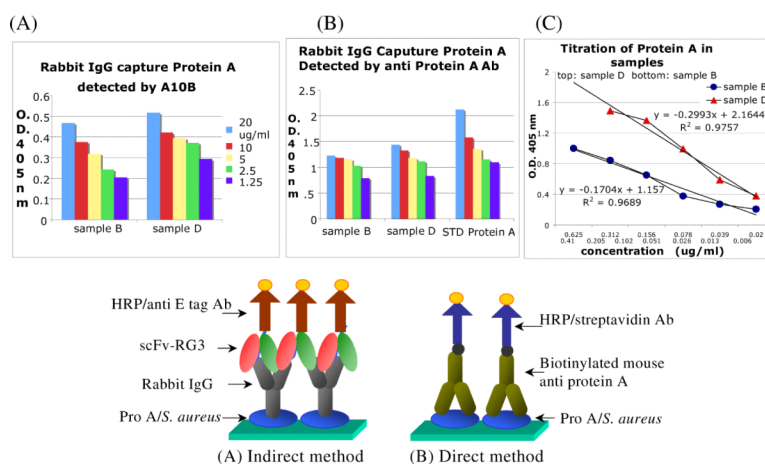 (A)
Rabbit IgG capture Protein A
detected by A10B
O.D.405nm
0.6
0.5
0.4
0.3
0.2
0.1
0
sample B
sample D
20
ug/ml
10
5
2.5
1.25
(B)
Rabbit IgG Caputure Protein A
Detected by anti Protein A Ab
O.D.405nm
2.5
2
1.5
1
.5
0
sample B
sample D
STD Protein A
(C)
Titration of Protein A in
samples
top: sample D bottom: sample B
sample B
sample D
y = -0.2993x + 2.1644
R² = 0.9757
y = -0.1704x + 1.157
R² = 0.9689
O.D. 405 nm
2
1.6
1.2
0.8
0.4
0
0.625 0.312 0.156 0.078 0.039 0.02
0.41 0.205 0.102 0.051 0.026 0.013 0.006
concentration (ug/ml)
HRP/anti E tag Ab
scFv-RG3
Rabbit IgG
Pro A/S. aureus
(A) Indirect method
HRP/streptavidin Ab
Biotinylated mouse
anti protein A
Pro A/S. aureus
(B) Direct method